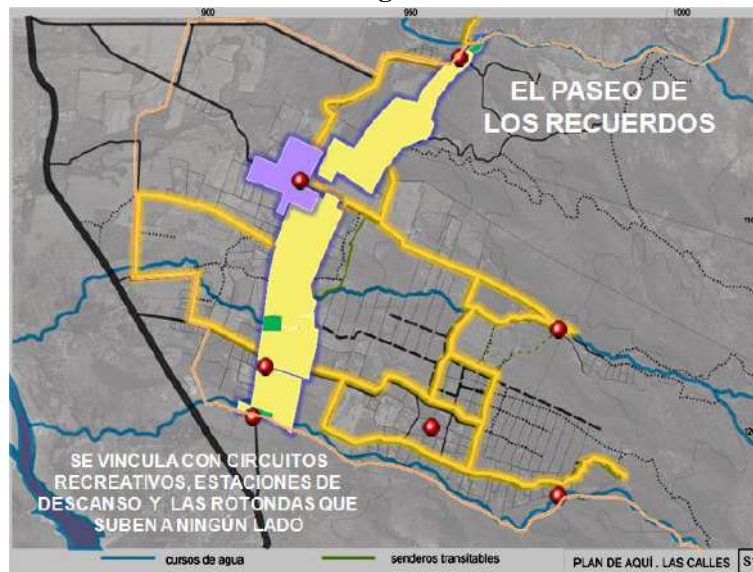 900 950 1000
EL PASEO DE
LOS RECUERDOS
SE VINCULA CON CIRCUITOS
RECREATIVOS, ESTACIONES DE
DESCANSO Y LAS ROTONDAS QUE
SUBEN A NINGÚN LADO
cursos de agua senderos transitables PLAN DE AQUÍ . LAS CALLES